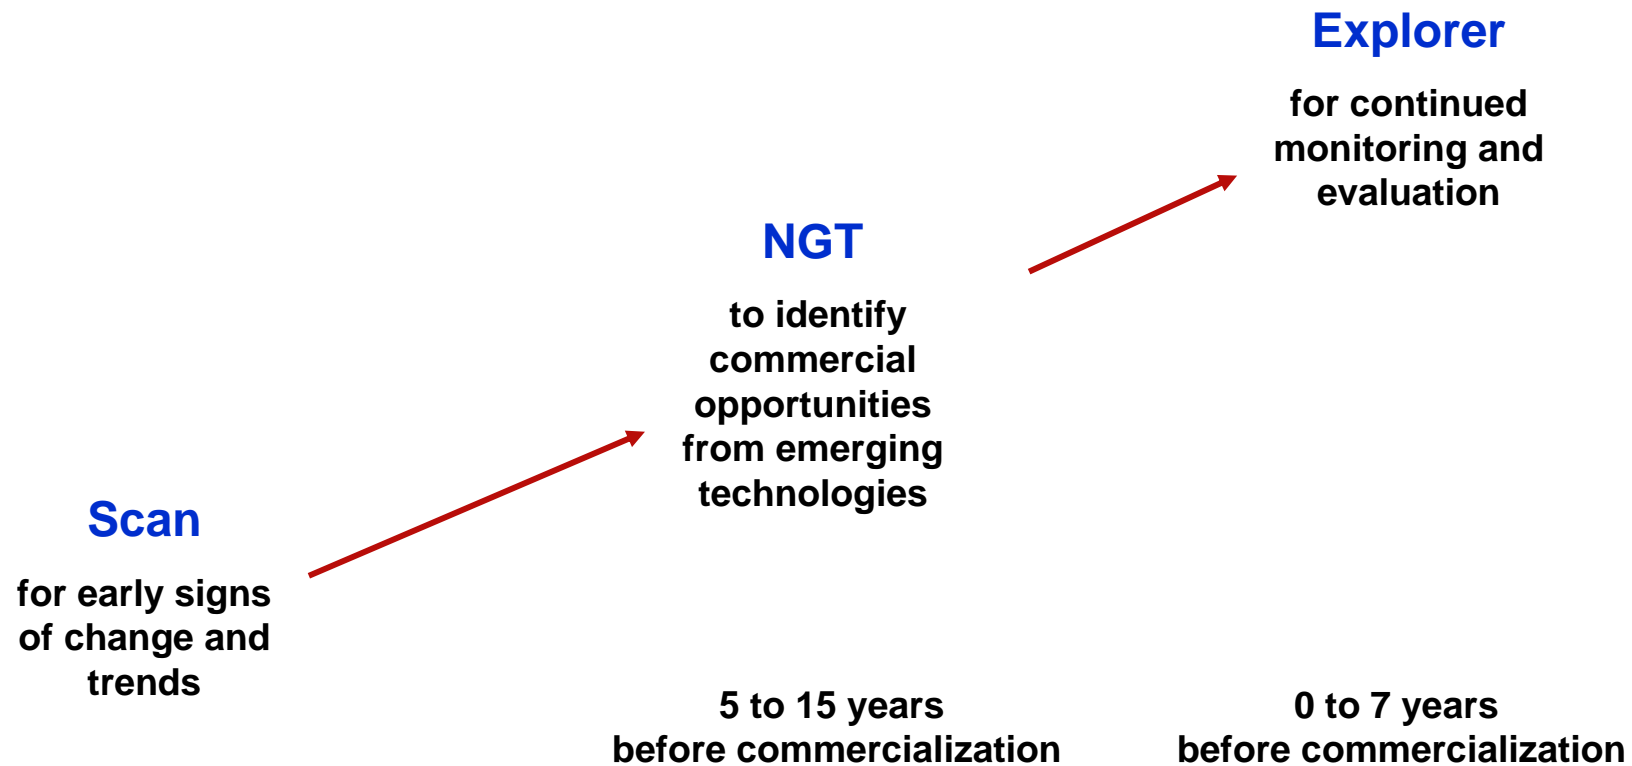 Explorer
for continued
monitoring and
evaluation
NGT
to identify
commercial
opportunities
from emerging
technologies
Scan
for early signs
of change and
trends
5 to 15 years
before commercialization
0 to 7 years
before commercialization